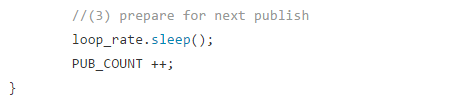 //(3) prepare for next publish
loop_rate.sleep();
PUB_COUNT ++;
}